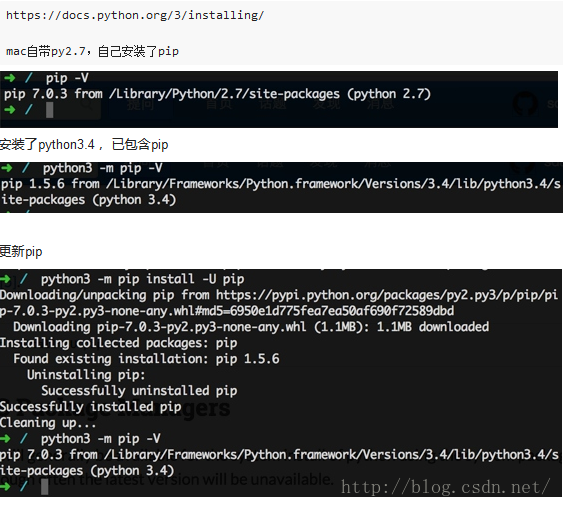 https://docs.python.org/3/installing/
mac自带py2.7，自己安装了pip
➜ / pip -V
pip 7.0.3 from /Library/Python/2.7/site-packages (python 2.7)
➜ /
安装了python3.4 ，已包含pip
➜ / python3 -m pip -V
pip 1.5.6 from /Library/Frameworks/Python.framework/Versions/3.4/lib/python3.4/s
ite-packages (python 3.4)
更新pip
➜ / python3 -m pip install -U pip
Downloading/unpacking pip from https://pypi.python.org/packages/py2.py3/p/pip/pi
p-7.0.3-py2.py3-none-any.whl#md5=6950e1d775fea7ea50af690f72589dbd
Downloading pip-7.0.3-py2.py3-none-any.whl (1.1MB): 1.1MB downloaded
Installing collected packages: pip
Found existing installation: pip 1.5.6
Uninstalling pip:
Successfully uninstalled pip
Successfully installed pip
Cleaning up...
➜ / python3 -m pip -V
pip 7.0.3 from /Library/Frameworks/Python.framework/Versions/3.4/lib/python3.4/s
ite-packages (python 3.4)
➜ /
http://blog.csdn.net/